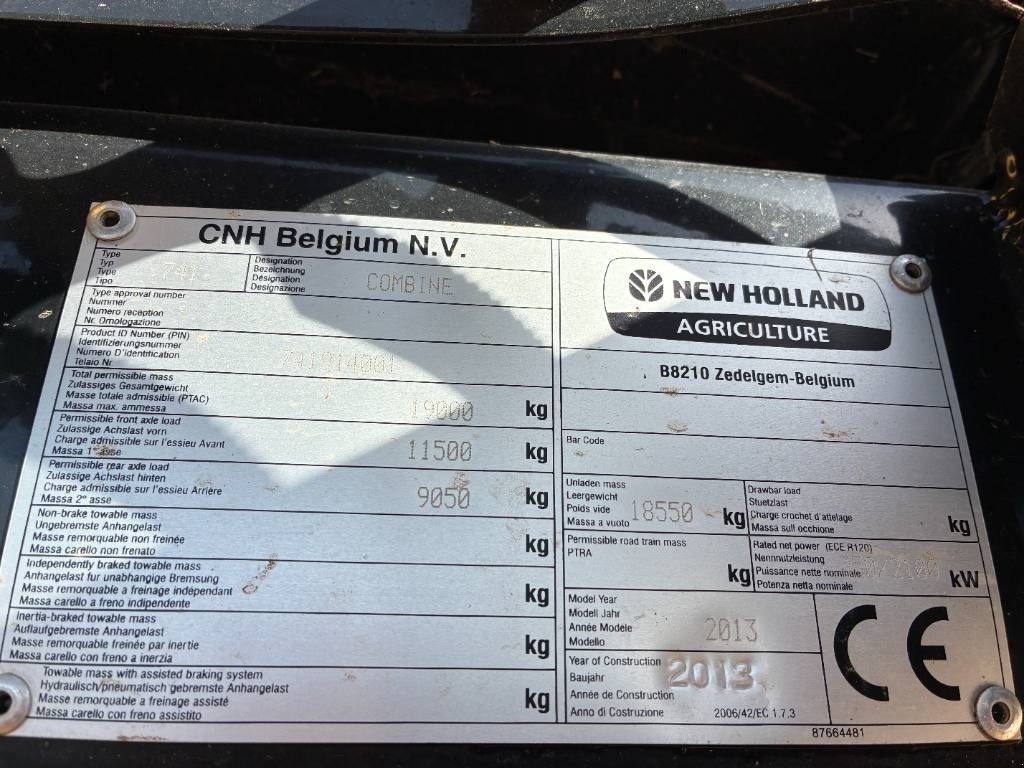 CNH Belgium N.V.
Type
Typ
Type
Tipo
Designation
Bezeichnung
Désignation
Designazione
COMBINE
Type approval number
Nummer
Numero reception
Nr. Omologazione
Product ID Number (PIN)
Identifizierungsnummer
Numero D'identification
Telaio Nr
Total permissible mass
Zulassiges Gesamtgewicht
Masse totale admissible (PTAC)
Massa max. ammessa
19000 kg
Permissible front axle load
Zulassige Achslast vorn
Charge admissible sur l'essieu Avant
Massa 1° asse
11500 kg
Permissible rear axle load
Zulassige Achslast hinten
Charge admissible sur l'essieu Arrière
Massa 2° asse
9050 kg
Non-brake towable mass
Ungebremste Anhangelast
Masse remorquable non freinée
Massa carello non frenato
kg
Independently braked towable mass
Anhangelast fur unabhangige Bremsung
Masse remorquable a freinage indépendant
Massa carello a freno indipendente
kg
Inertia-braked towable mass
Auflaufgebremste Anhangelast
Masse remorquable freinée par inertie
Massa carello con freno a inerzia
kg
Towable mass with assisted braking system
Hydraulisch/pneumatisch gebremste Anhangelast
Masse remorquable a freinage assisté
Massa carello con freno assistito
kg
NEW HOLLAND
AGRICULTURE
B8210 Zedelgem-Belgium
Bar Code
Unladen mass
Leergewicht
Poids vide
Massa a vuoto
18550 kg
Drawbar load
Stuetzlast
Charge crochet d'attelage
Massa sull occhione
kg
Permissible road train mass
PTRA
kg
Rated net power (ECE R120)
Nennnutzleistung
Puissance nette nominale
Potenza netta nominale
kW
Model Year
Modell Jahr
Année Modele
Modello
2013
Year of Construction
Baujahr
Année de Construction
Anno di Costruzione
2013
2006/42/EC 1.7.3
CE
87664481